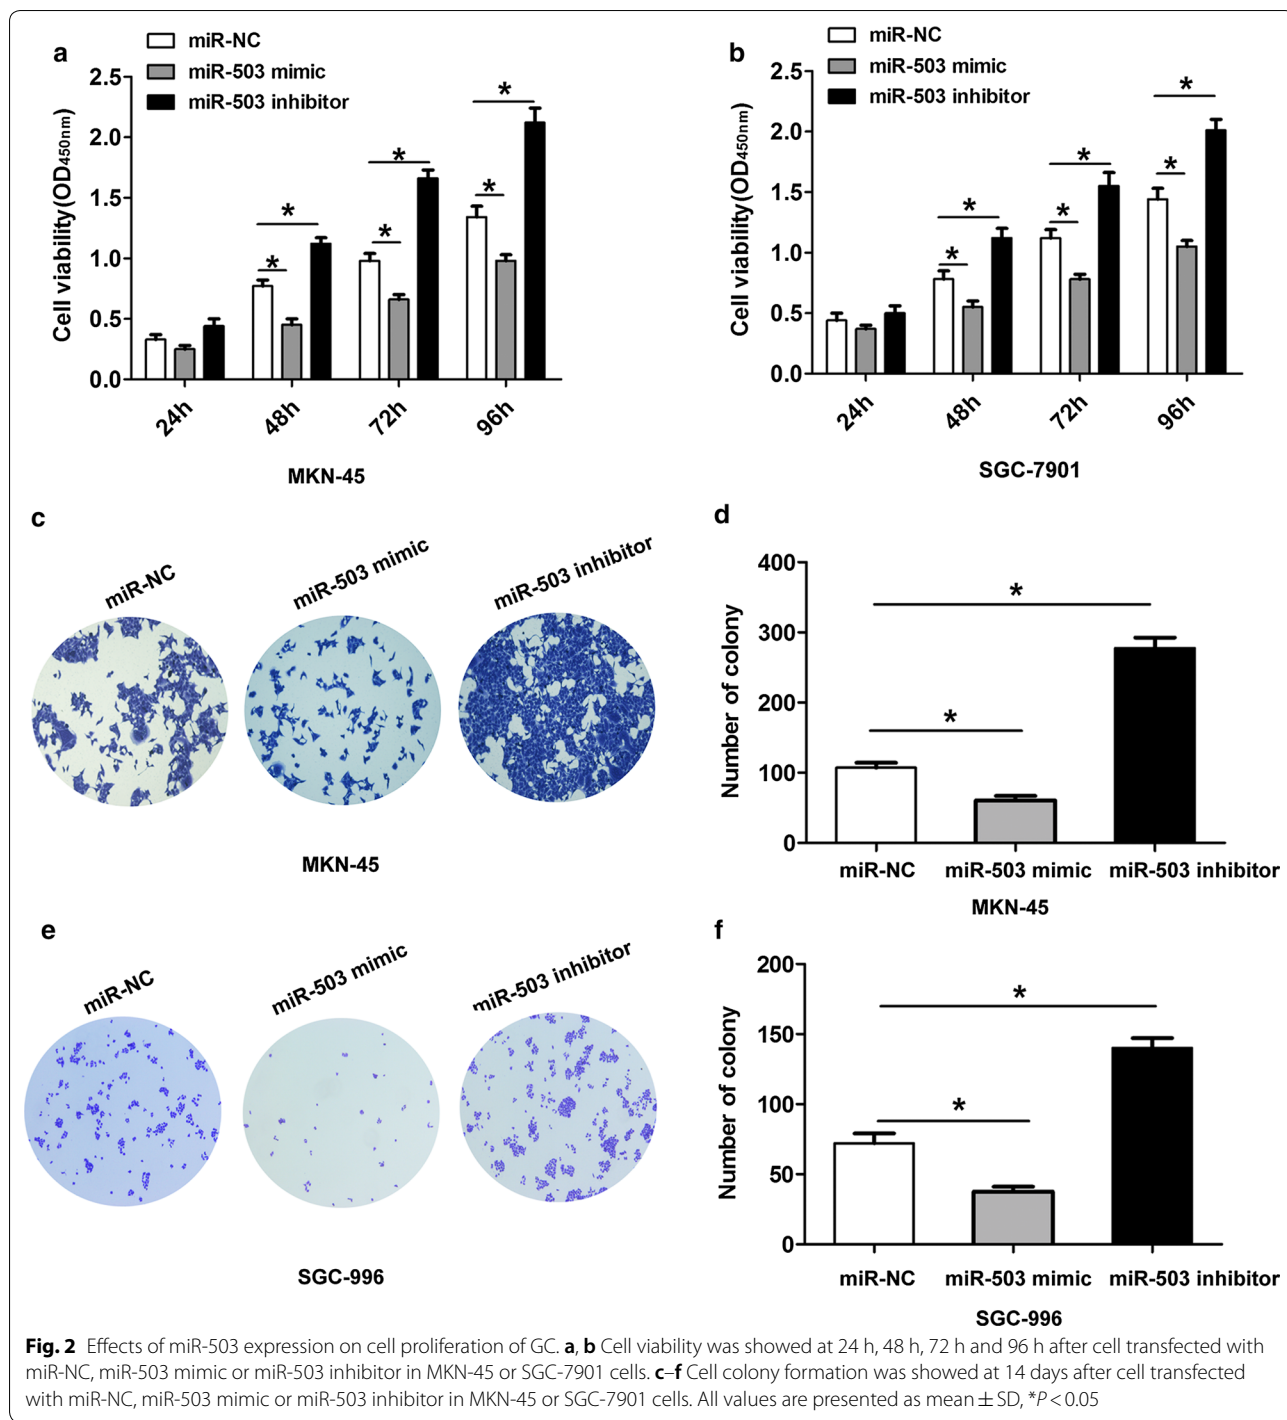 a
miR-NC
miR-503 mimic
miR-503 inhibitor
Cell viability(OD450nm)
2.5
2.0
1.5
1.0
0.5
0.0
*
*
*
*
*
*
24h
48h
72h
96h
MKN-45
b
miR-NC
miR-503 mimic
miR-503 inhibitor
Cell viability(OD450nm)
2.5
2.0
1.5
1.0
0.5
0.0
*
*
*
*
*
*
24h
48h
72h
96h
SGC-7901
c
miR-NC
miR-503 mimic
miR-503 inhibitor
MKN-45
d
Number of colony
400
300
200
100
0
*
*
miR-NC
miR-503 mimic
miR-503 inhibitor
MKN-45
e
miR-NC
miR-503 mimic
miR-503 inhibitor
SGC-996
f
Number of colony
200
150
100
50
0
*
*
miR-NC
miR-503 mimic
miR-503 inhibitor
SGC-996
Fig. 2 Effects of miR-503 expression on cell proliferation of GC. a, b Cell viability was showed at 24 h, 48 h, 72 h and 96 h after cell transfected with
miR-NC, miR-503 mimic or miR-503 inhibitor in MKN-45 or SGC-7901 cells. c–f Cell colony formation was showed at 14 days after cell transfected
with miR-NC, miR-503 mimic or miR-503 inhibitor in MKN-45 or SGC-7901 cells. All values are presented as mean ± SD, *P < 0.05